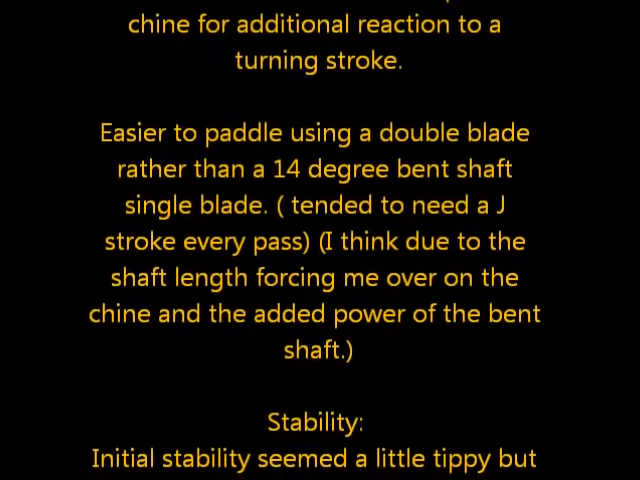 chine for additional reaction to a
turning stroke.
Easier to paddle using a double blade
rather than a 14 degree bent shaft
single blade. ( tended to need a J
stroke every pass) (I think due to the
shaft length forcing me over on the
chine and the added power of the bent
shaft.)
Stability:
Initial stability seemed a little tippy but